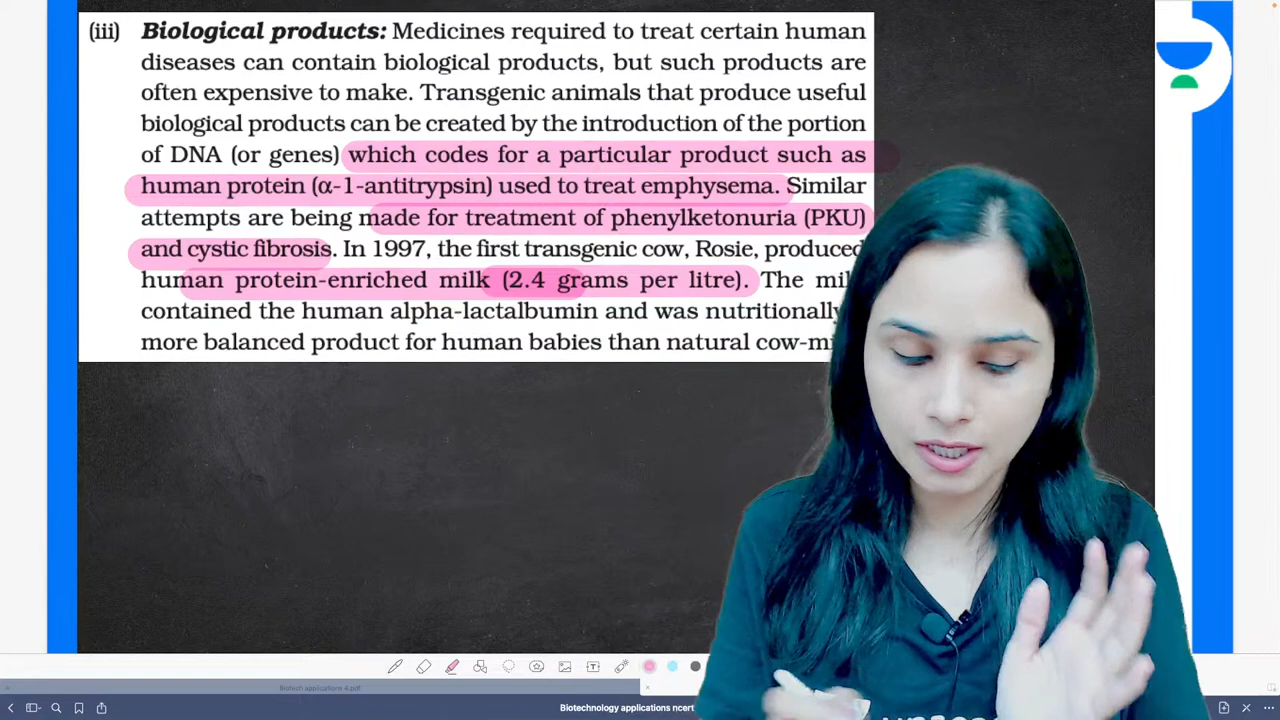 (iii) Biological products: Medicines required to treat certain human
diseases can contain biological products, but such products are
often expensive to make. Transgenic animals that produce useful
biological products can be created by the introduction of the portion
of DNA (or genes) which codes for a particular product such as
human protein (α-1-antitrypsin) used to treat emphysema. Similar
attempts are being made for treatment of phenylketonuria (PKU)
and cystic fibrosis. In 1997, the first transgenic cow, Rosie, produced
human protein-enriched milk (2.4 grams per litre). The
contained the human alpha-lactalbumin and was nutritionally
more balanced product for human babies than natural
Biotech applications 4.pdf
Biotechnology applications ncert